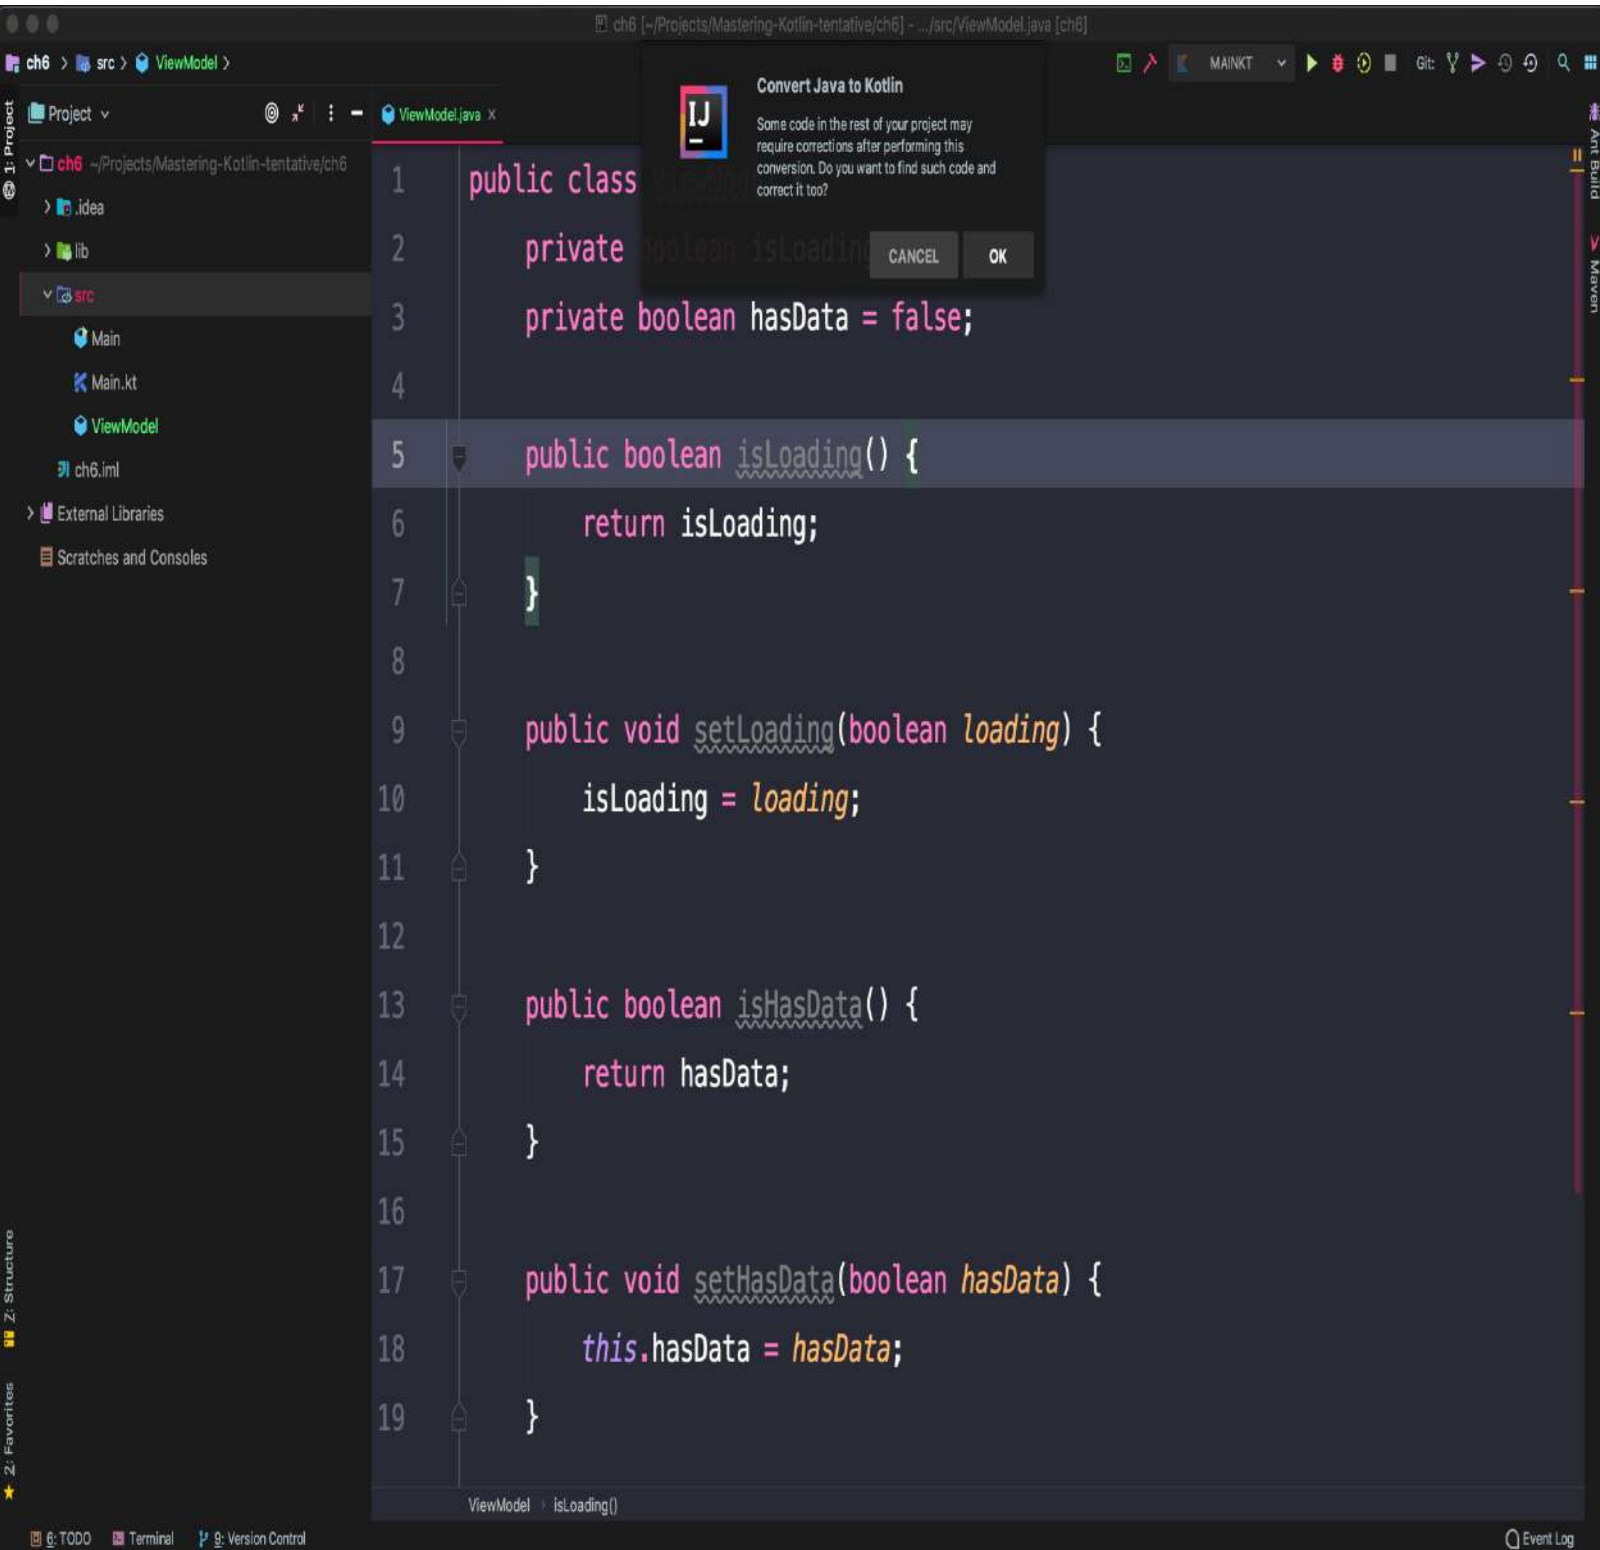 ch6 [~/Projects/Mastering-Kotlin-tentative/ch6] - .../src/ViewModel.java [ch6]
ch6 > src > ViewModel >
MAINKT
Git:
Project
ViewModel.java ×
1: Project
ch6 ~/Projects/Mastering-Kotlin-tentative/ch6
.idea
lib
src
Main
Main.kt
ViewModel
ch6.iml
External Libraries
Scratches and Consoles
IJ
Convert Java to Kotlin
Some code in the rest of your project may
require corrections after performing this
conversion. Do you want to find such code and
correct it too?
CANCEL OK
1 public class
2 private boolean isLoading
3 private boolean hasData = false;
4
5 public boolean isLoading() {
6 return isLoading;
7 }
8
9 public void setLoading(boolean loading) {
10 isLoading = loading;
11 }
12
13 public boolean isHasData() {
14 return hasData;
15 }
16
17 public void setHasData(boolean hasData) {
18 this.hasData = hasData;
19 }
ViewModel › isLoading()
Ant Build
Maven
Z: Structure
2: Favorites
6: TODO Terminal 9: Version Control
Event Log